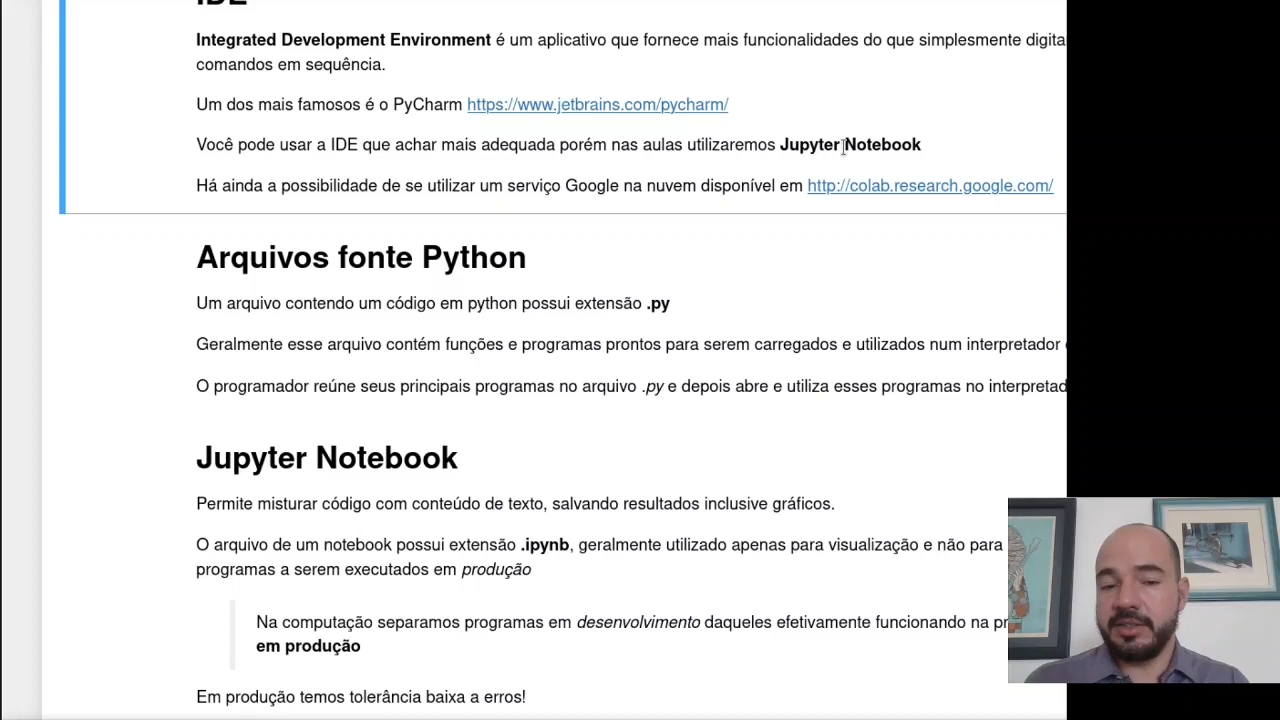 IDE
Integrated Development Environment é um aplicativo que fornece mais funcionalidades do que simplesmente digita
comandos em sequência.
Um dos mais famosos é o PyCharm https://www.jetbrains.com/pycharm/
Você pode usar a IDE que achar mais adequada porém nas aulas utilizaremos Jupyter Notebook
Há ainda a possibilidade de se utilizar um serviço Google na nuvem disponível em http://colab.research.google.com/
Arquivos fonte Python
Um arquivo contendo um código em python possui extensão .py
Geralmente esse arquivo contém funções e programas prontos para serem carregados e utilizados num interpretador
O programador reúne seus principais programas no arquivo .py e depois abre e utiliza esses programas no interpretad
Jupyter Notebook
Permite misturar código com conteúdo de texto, salvando resultados inclusive gráficos.
O arquivo de um notebook possui extensão .ipynb, geralmente utilizado apenas para visualização e não para
programas a serem executados em produção
Na computação separamos programas em desenvolvimento daqueles efetivamente funcionando na pr
em produção
Em produção temos tolerância baixa a erros!